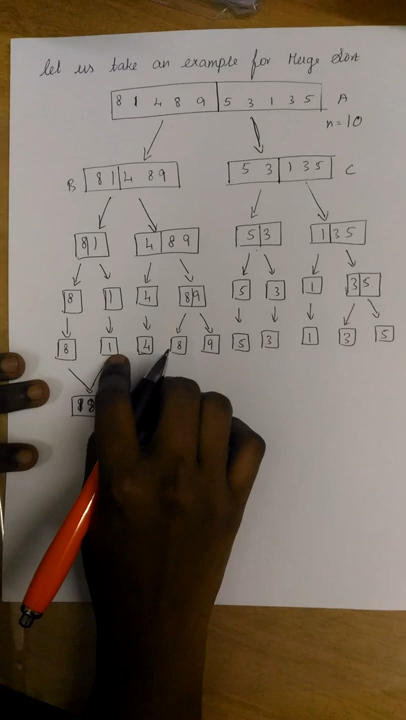 let us take an example for Merge Sort
8 1 4 8 9 5 3 1 3 5 A
n=10
B 8 1 4 8 9 5 3 1 3 5 C
8 1 4 8 9 5 3 1 3 5
8 1 4 8 9 5 3 1 3 5
8 1 4 8 9 5 3 1 3 5